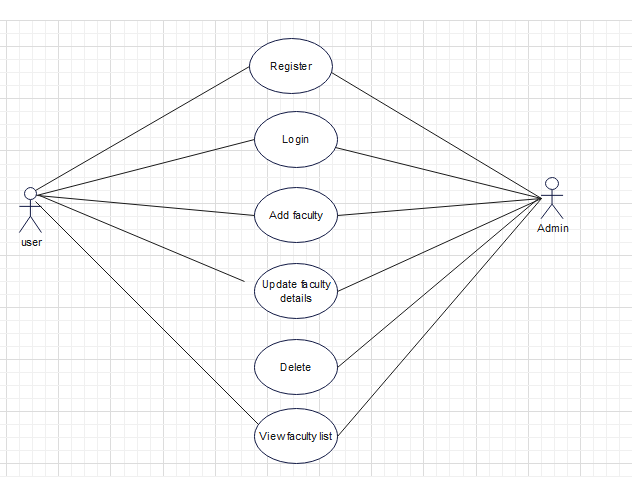 Register
Login
Add faculty
user
Admin
Update faculty
details
Delete
View faculty list